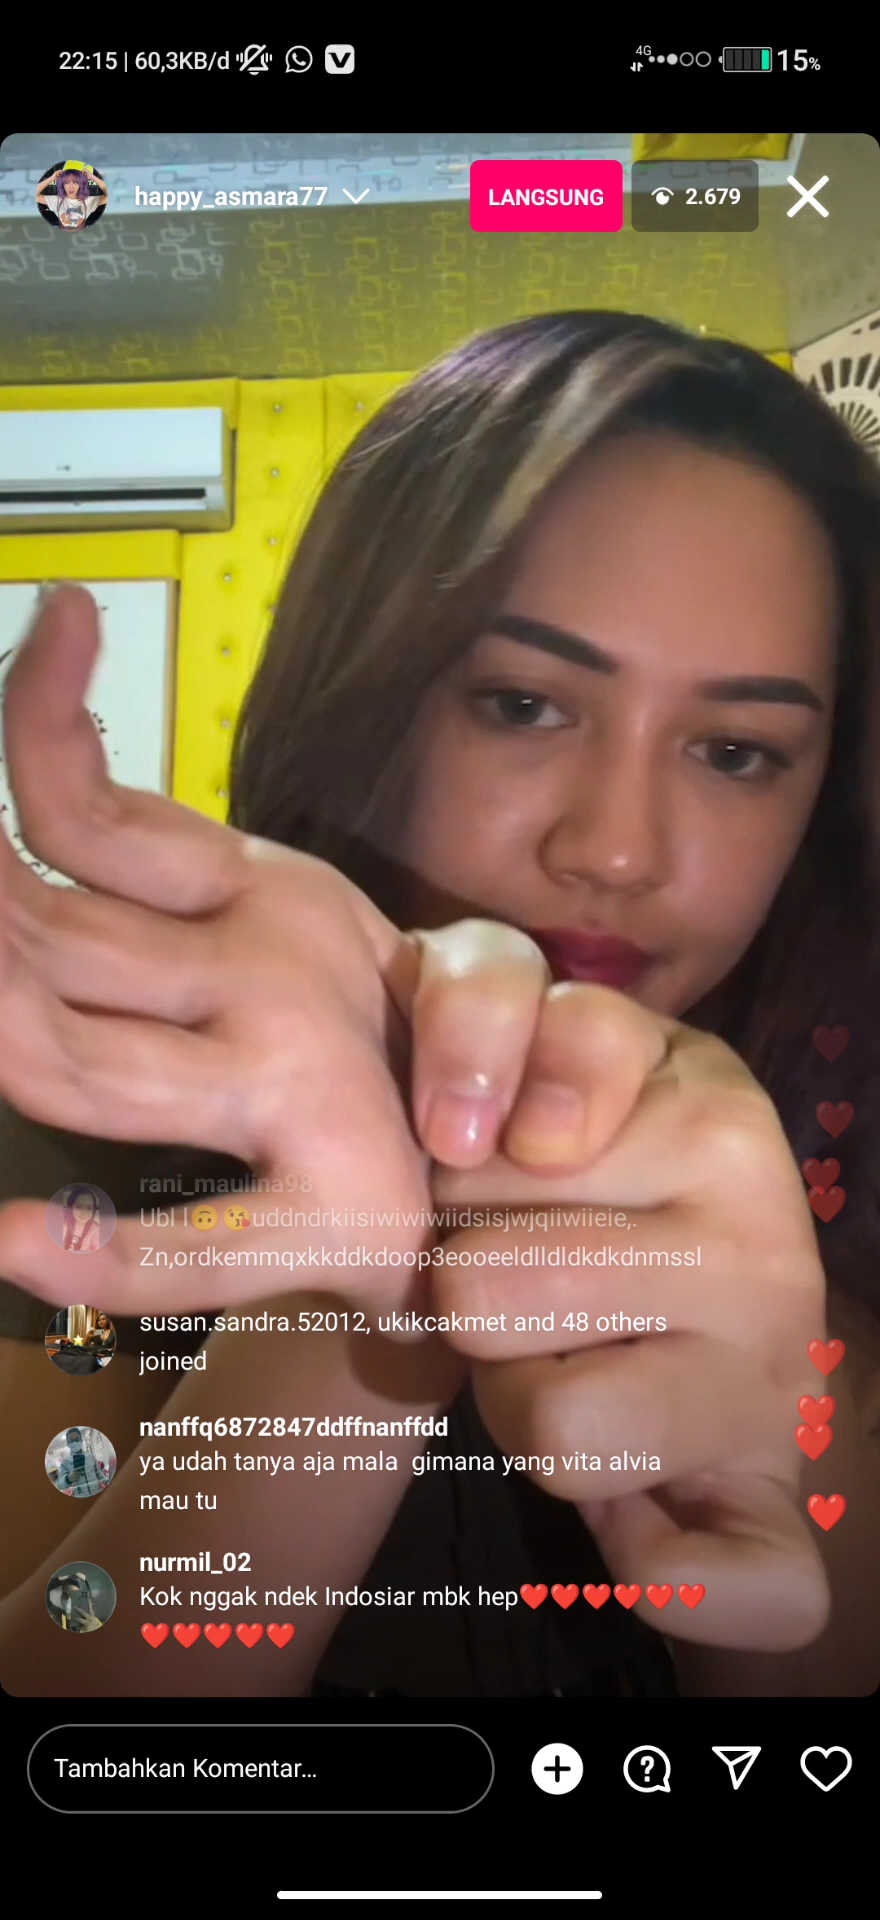 22:15 | 60,3KB/d
4G
15%
happy_asmara77
LANGSUNG
2.679
rani_maulina98
Ubl l🙃😘uddndrkiisiwiwiwiidsisjwjqiiwiieie,.
Zn,ordkemmqxkkddkdoop3eooeeldlldldkdkdnmssl
susan.sandra.52012, ukikcakmet and 48 others
joined
nanffq6872847ddffnanffdd
ya udah tanya aja mala  gimana yang vita alvia
mau tu
nurmil_02
Kok nggak ndek Indosiar mbk hep❤️❤️❤️❤️❤️❤️
❤️❤️❤️❤️❤️
Tambahkan Komentar...